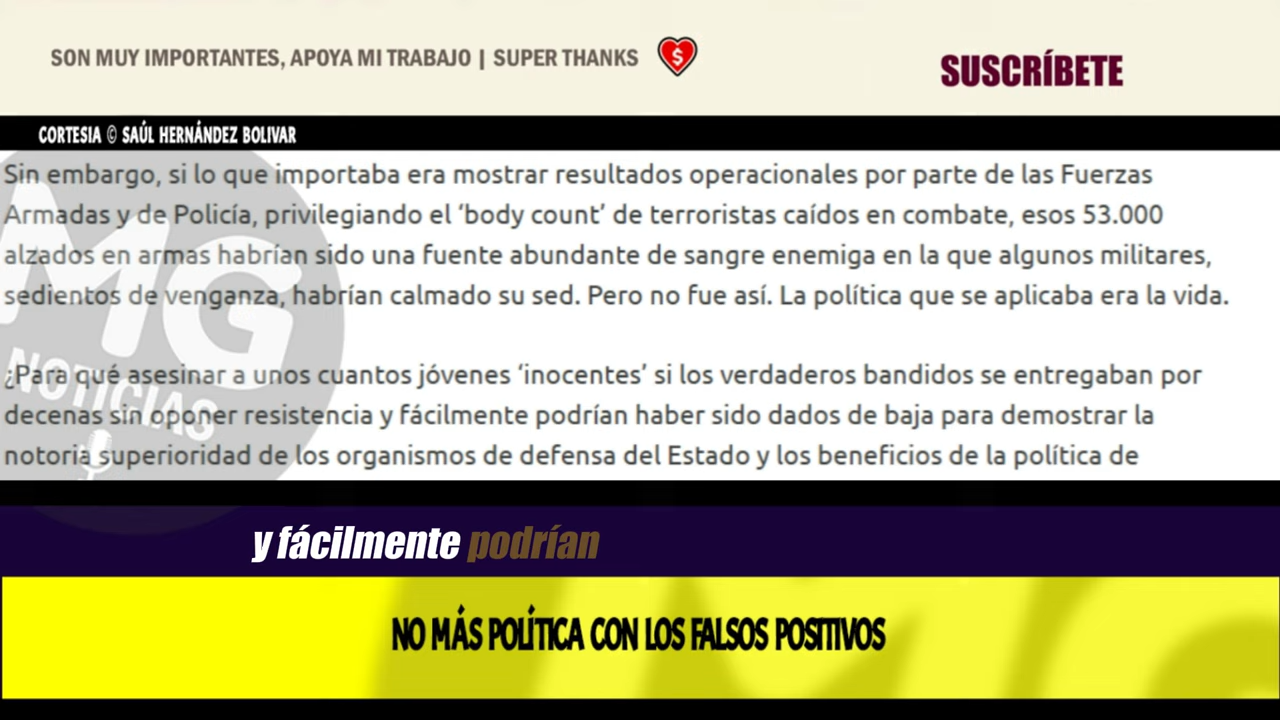 SON MUY IMPORTANTES, APOYA MI TRABAJO | SUPER THANKS $
SUSCRÍBETE
CORTESIA © SAÚL HERNÁNDEZ BOLIVAR
Sin embargo, si lo que importaba era mostrar resultados operacionales por parte de las Fuerzas
Armadas y de Policía, privilegiando el ‘body count’ de terroristas caídos en combate, esos 53.000
alzados en armas habrían sido una fuente abundante de sangre enemiga en la que algunos militares,
sedientos de venganza, habrían calmado su sed. Pero no fue así. La política que se aplicaba era la vida.
¿Para qué asesinar a unos cuantos jóvenes ‘inocentes’ si los verdaderos bandidos se entregaban por
decenas sin oponer resistencia y fácilmente podrían haber sido dados de baja para demostrar la
notoria superioridad de los organismos de defensa del Estado y los beneficios de la política de
MG
NOTICIAS
y fácilmente podrían
NO MÁS POLÍTICA CON LOS FALSOS POSITIVOS